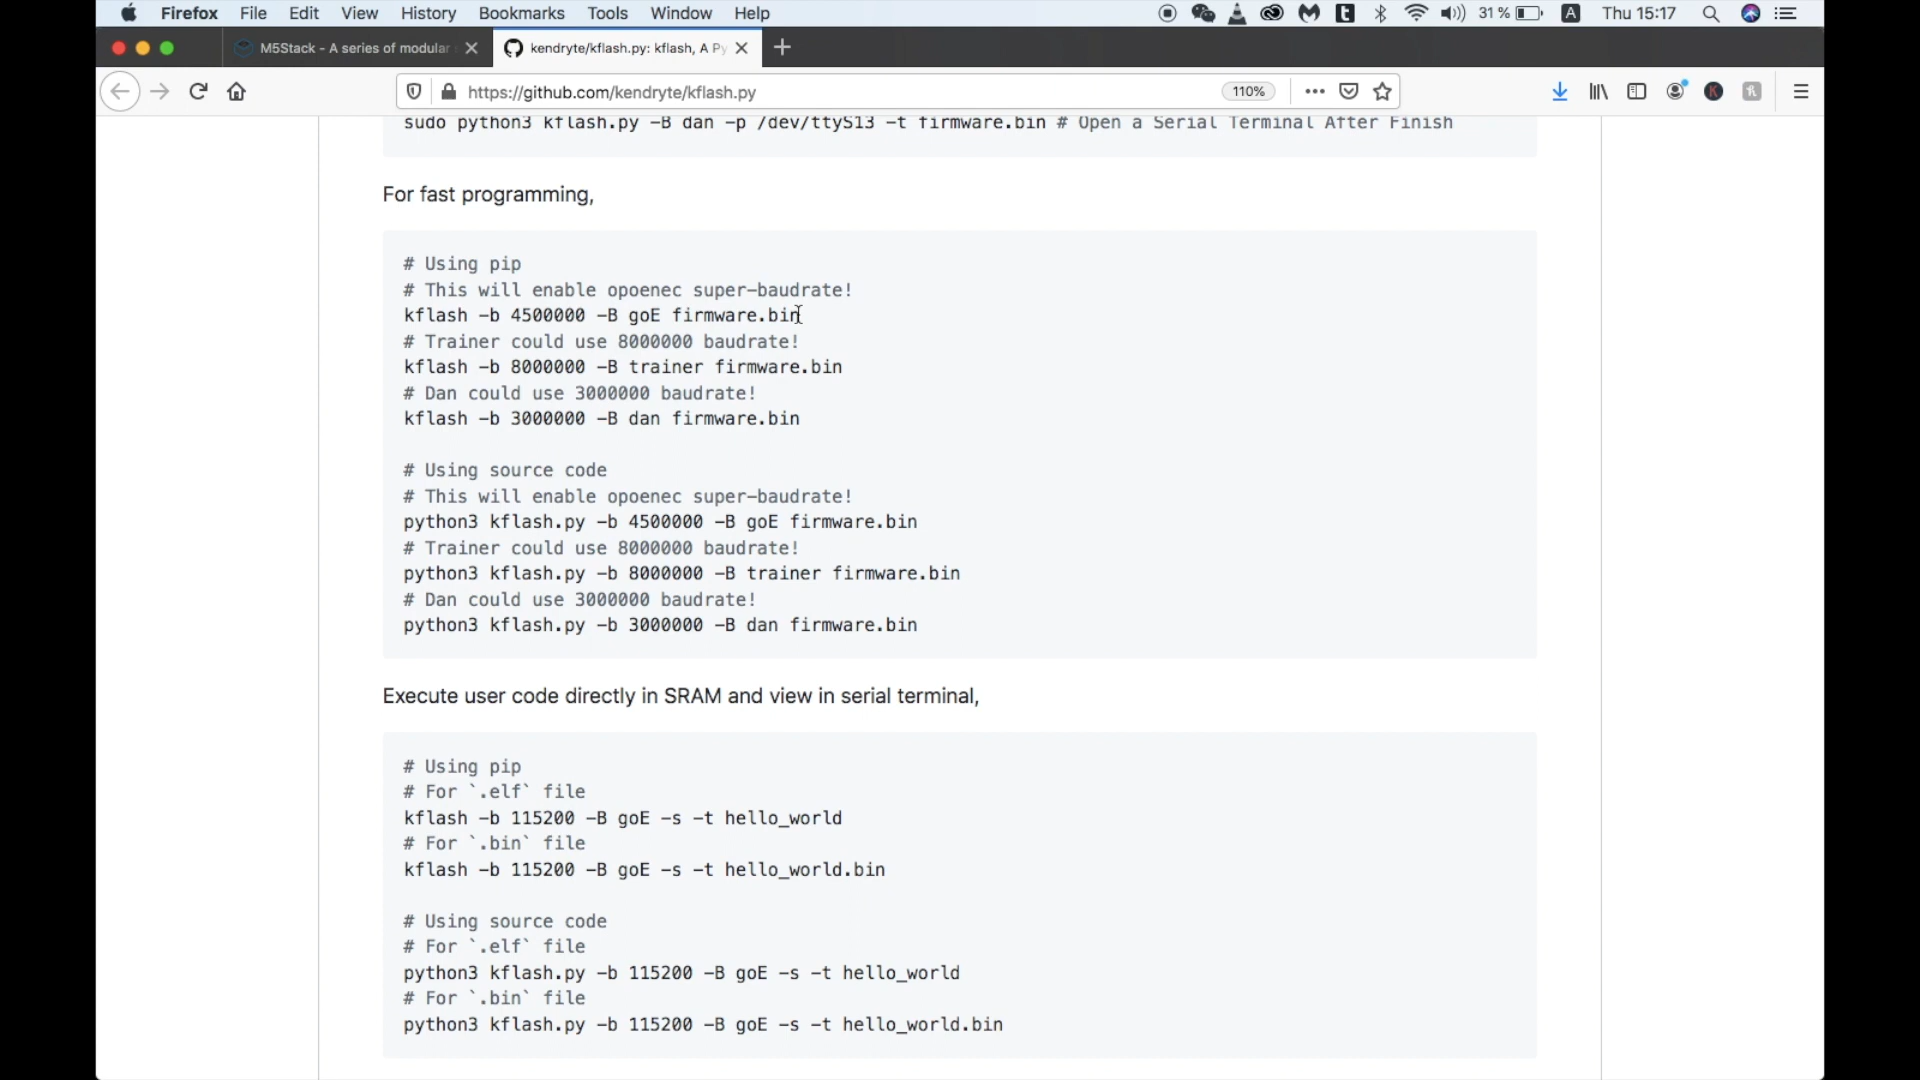 Firefox File Edit View History Bookmarks Tools Window Help 31% A Thu 15:17
M5Stack - A series of modular
kendryte/kflash.py: kflash, A Py
https://github.com/kendryte/kflash.py 110%
sudo python3 kflash.py -B dan -p /dev/ttyS13 -t firmware.bin # Open a Serial Terminal After Finish
For fast programming,
# Using pip
# This will enable opoenec super-baudrate!
kflash -b 4500000 -B goE firmware.bin
# Trainer could use 8000000 baudrate!
kflash -b 8000000 -B trainer firmware.bin
# Dan could use 3000000 baudrate!
kflash -b 3000000 -B dan firmware.bin
# Using source code
# This will enable opoenec super-baudrate!
python3 kflash.py -b 4500000 -B goE firmware.bin
# Trainer could use 8000000 baudrate!
python3 kflash.py -b 8000000 -B trainer firmware.bin
# Dan could use 3000000 baudrate!
python3 kflash.py -b 3000000 -B dan firmware.bin
Execute user code directly in SRAM and view in serial terminal,
# Using pip
# For `.elf` file
kflash -b 115200 -B goE -s -t hello_world
# For `.bin` file
kflash -b 115200 -B goE -s -t hello_world.bin
# Using source code
# For `.elf` file
python3 kflash.py -b 115200 -B goE -s -t hello_world
# For `.bin` file
python3 kflash.py -b 115200 -B goE -s -t hello_world.bin